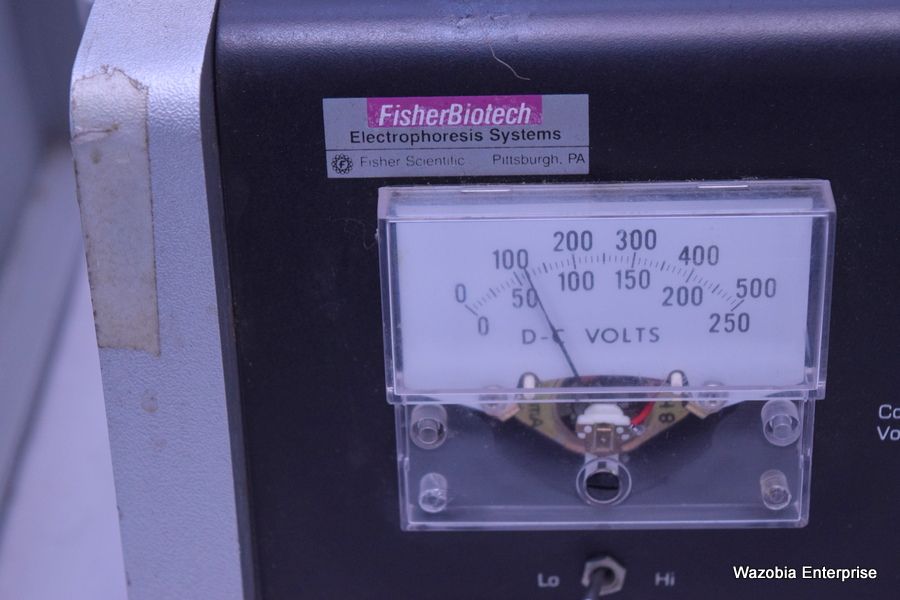 FisherBiotech
Electrophoresis Systems
F Fisher Scientific Pittsburgh, PA
0 100 200 300 400 500
0 50 100 150 200 250
D-C VOLTS
Lo Hi
Wazobia Enterprise